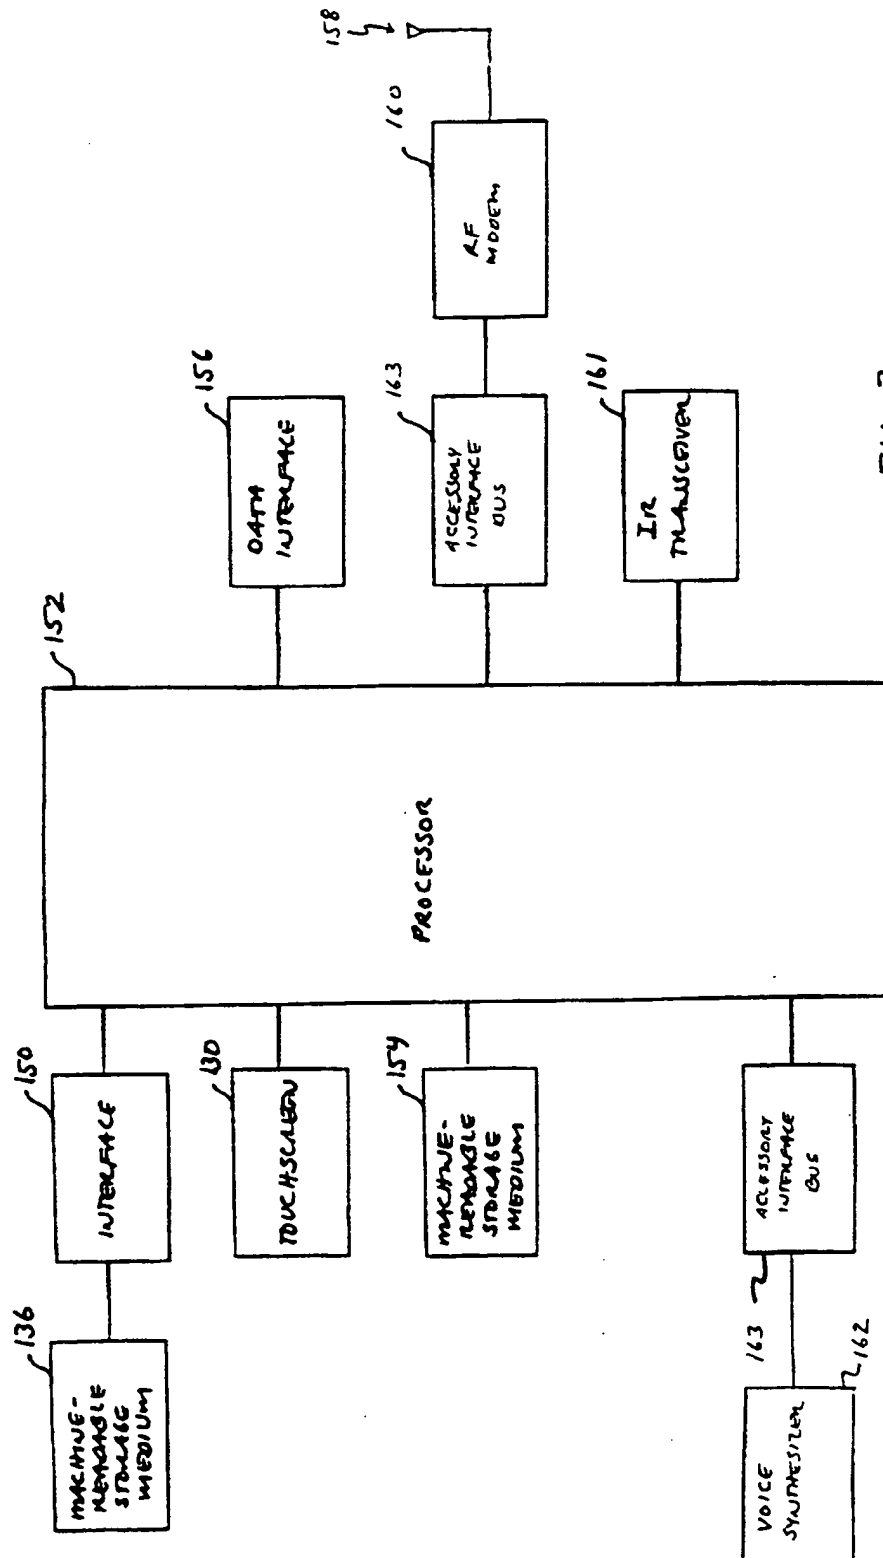 136
MACHINE-
READABLE
STORAGE
MEDIUM
150
INTERFACE
130
TOUCHSCREEN
154
MACHINE-
READABLE
STORAGE
MEDIUM
163
ACCESSORY
INTERFACE
BUS
162
VOICE
SYNTHESIZER
152
PROCESSOR
156
DATA
INTERFACE
163
ACCESSORY
INTERFACE
BUS
161
IR
TRANSCEIVER
160
RF
MODEM
158